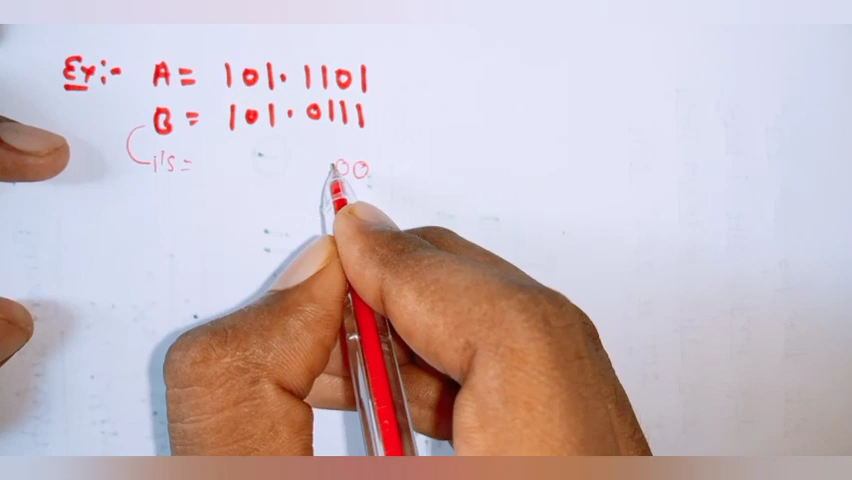 Ex:- A = 101.1101
B = 101.0111
1's = 00